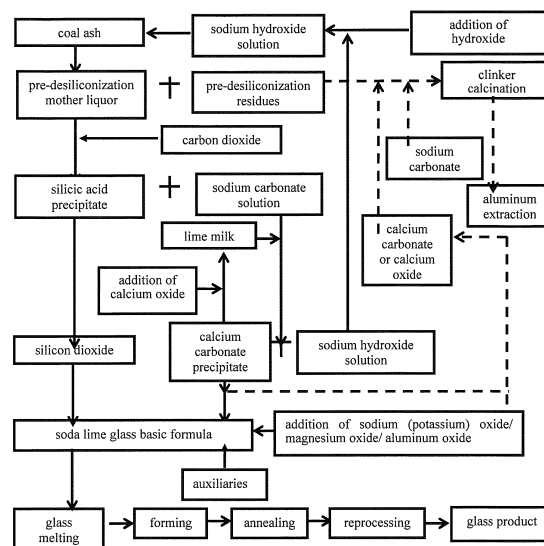 coal ash
sodium hydroxide
solution
addition of
hydroxide
pre-desiliconization
mother liquor
+
pre-desiliconization
residues
clinker
calcination
carbon dioxide
sodium
carbonate
silicic acid
precipitate
+
sodium carbonate
solution
aluminum
extraction
lime milk
calcium
carbonate
or calcium
oxide
addition of
calcium oxide
silicon dioxide
calcium
carbonate
precipitate
+
sodium hydroxide
solution
soda lime glass basic formula
addition of sodium (potassium) oxide/
magnesium oxide/ aluminum oxide
auxiliaries
glass
melting
forming
annealing
reprocessing
glass product